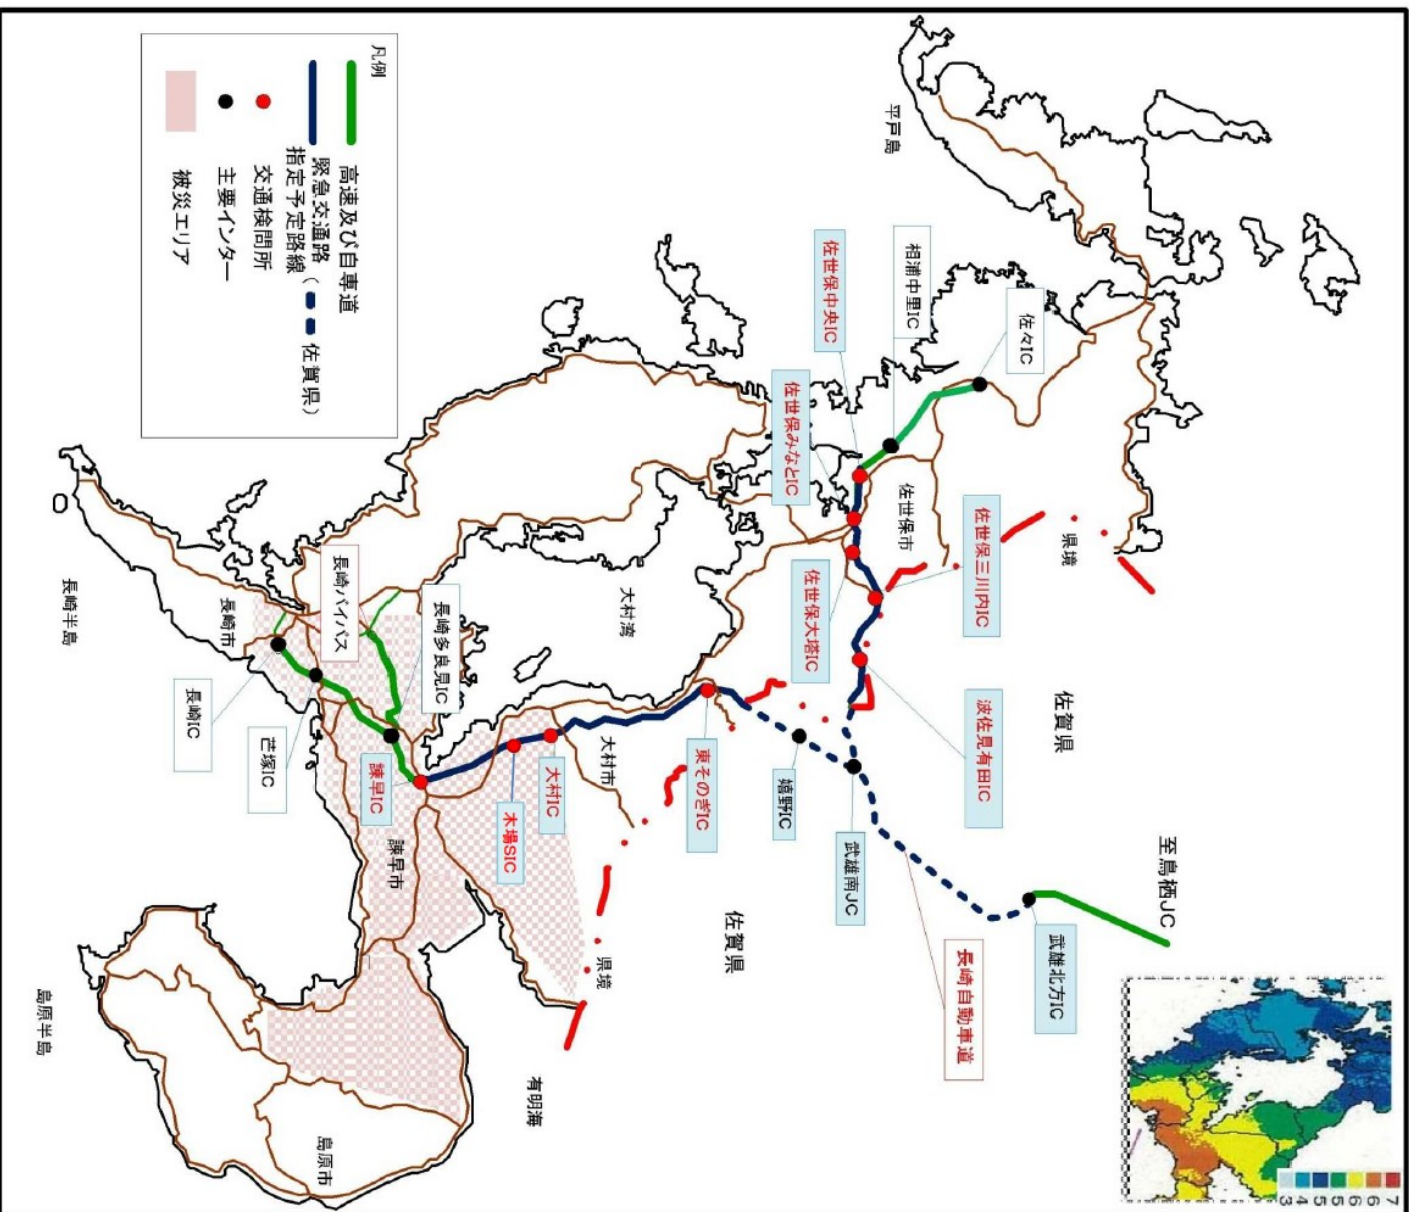 至鳥栖JC
平戸島
佐々IC
相浦中里IC
佐世保中央IC
佐世保みなとIC
佐世保市
佐世保三川内IC
県境
佐世保大塔IC
波佐見有田IC
佐賀県
武雄北方IC
長崎自動車道
武雄南JC
嬉野IC
東そのぎIC
佐賀県
大村湾
大村市
大村IC
木場SIC
県境
有明海
長崎多良見IC
長崎バイパス
諫早IC
諫早市
長崎市
芒塚IC
長崎IC
長崎半島
島原市
島原半島
凡例
高速及び自専道
緊急交通路
指定予定路線(佐賀県)
交通検問所
主要インター
被災エリア
7
6
6
5
5
4
3